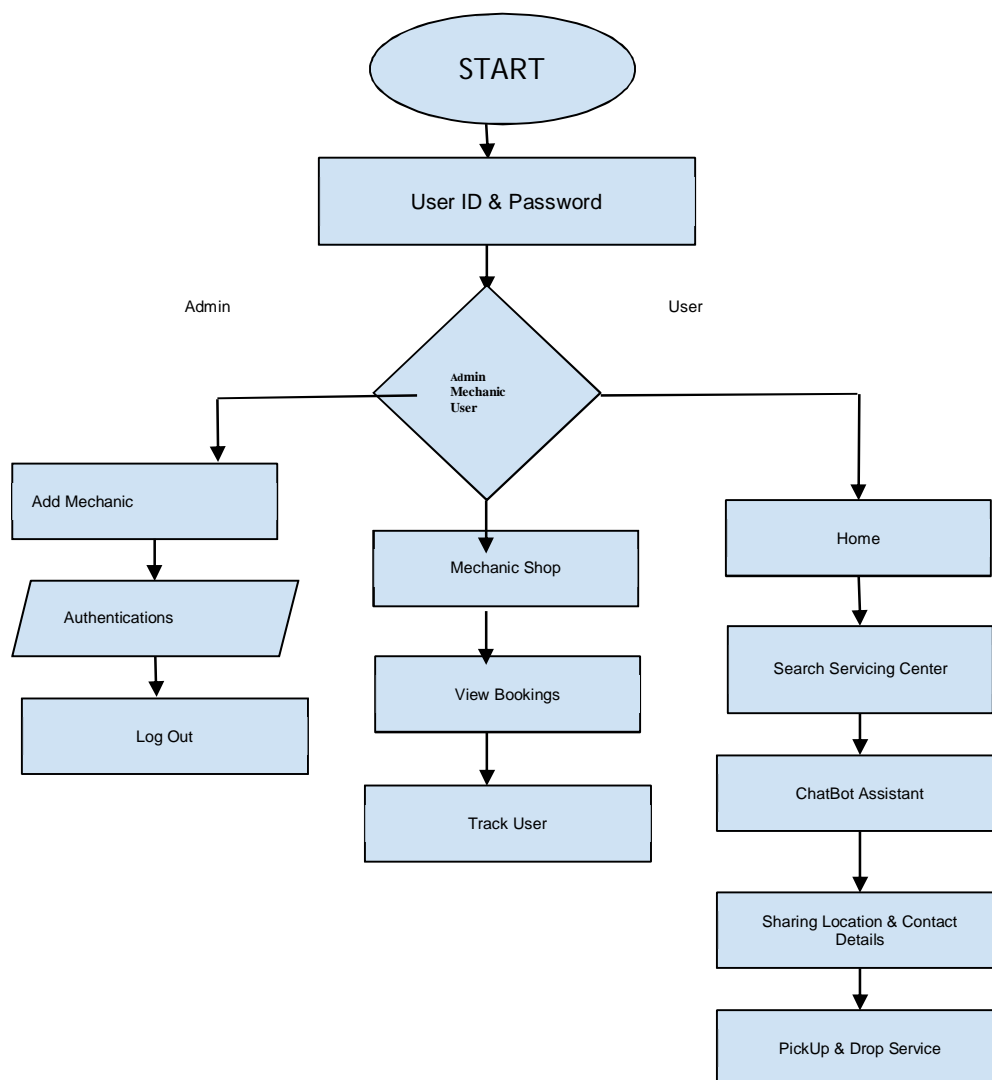 START
User ID & Password
Admin
User
Admin
Mechanic
User
Add Mechanic
Authentications
Log Out
Mechanic Shop
View Bookings
Track User
Home
Search Servicing Center
ChatBot Assistant
Sharing Location & Contact
Details
PickUp & Drop Service